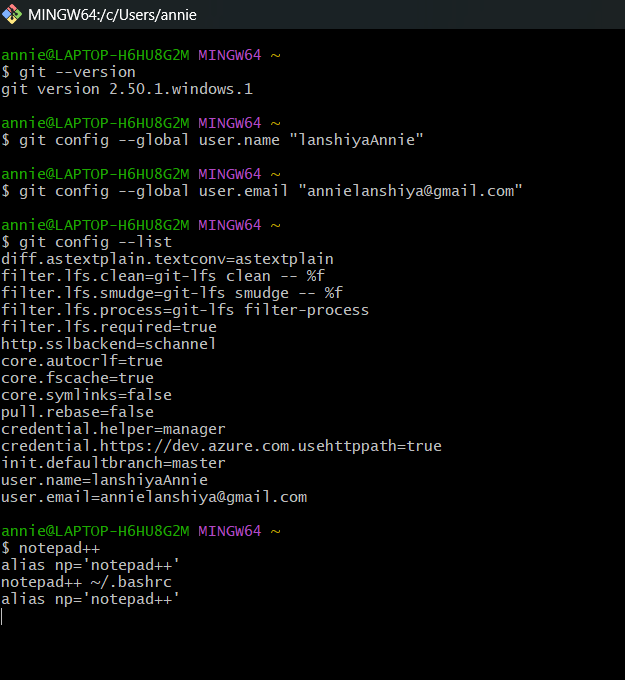 MINGW64:/c/Users/annie
annie@LAPTOP-H6HU8G2M MINGW64 ~
$ git --version
git version 2.50.1.windows.1
annie@LAPTOP-H6HU8G2M MINGW64 ~
$ git config --global user.name "lanshiyaAnnie"
annie@LAPTOP-H6HU8G2M MINGW64 ~
$ git config --global user.email "annielanshiya@gmail.com"
annie@LAPTOP-H6HU8G2M MINGW64 ~
$ git config --list
diff.astextplain.textconv=astextplain
filter.lfs.clean=git-lfs clean -- %f
filter.lfs.smudge=git-lfs smudge -- %f
filter.lfs.process=git-lfs filter-process
filter.lfs.required=true
http.sslbackend=schannel
core.autocrlf=true
core.fscache=true
core.symlinks=false
pull.rebase=false
credential.helper=manager
credential.https://dev.azure.com.usehttppath=true
init.defaultbranch=master
user.name=lanshiyaAnnie
user.email=annielanshiya@gmail.com
annie@LAPTOP-H6HU8G2M MINGW64 ~
$ notepad++
alias np='notepad++'
notepad++ ~/.bashrc
alias np='notepad++'